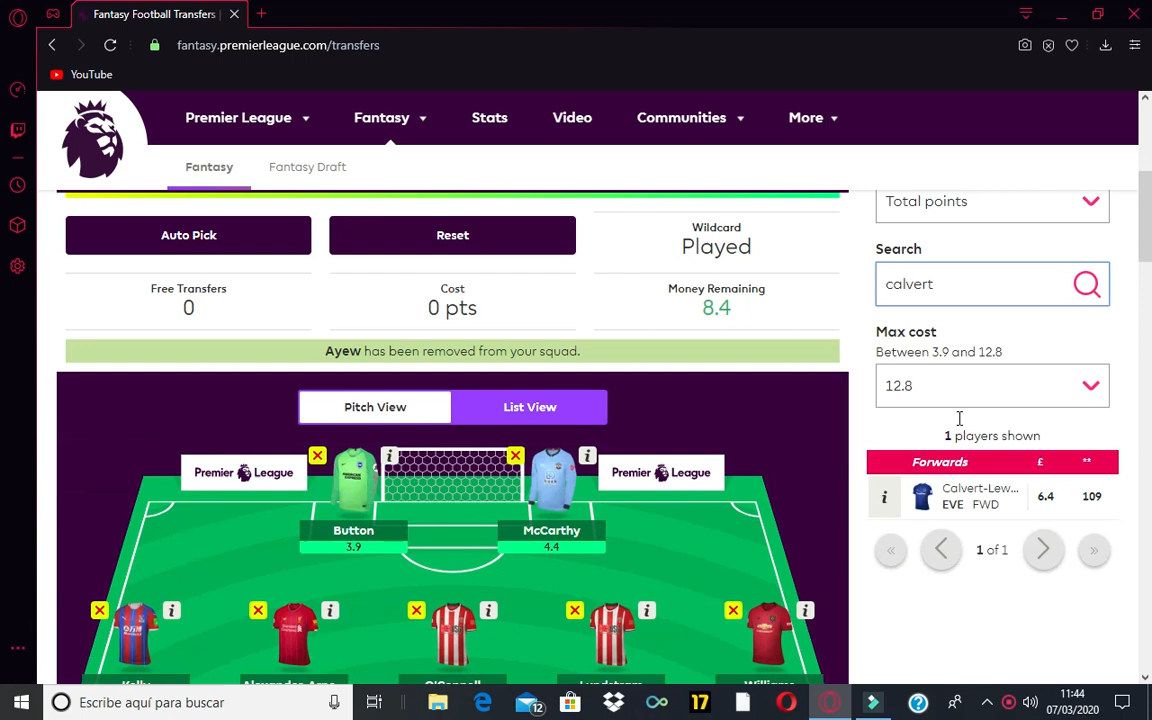 Fantasy Football Transfers |
fantasy.premierleague.com/transfers
YouTube
Premier League
Fantasy
Stats
Video
Communities
More
Fantasy
Fantasy Draft
Auto Pick
Reset
Wildcard
Played
Free Transfers
0
Cost
0 pts
Money Remaining
8.4
Ayew has been removed from your squad.
Pitch View
List View
Premier League
Premier League
Button
3.9
McCarthy
4.4
Total points
Search
calvert
Max cost
Between 3.9 and 12.8
12.8
1 players shown
Forwards £ **
Calvert-Lew...
EVE FWD
6.4 109
1 of 1
Escribe aquí para buscar
12
17
11:44
07/03/2020